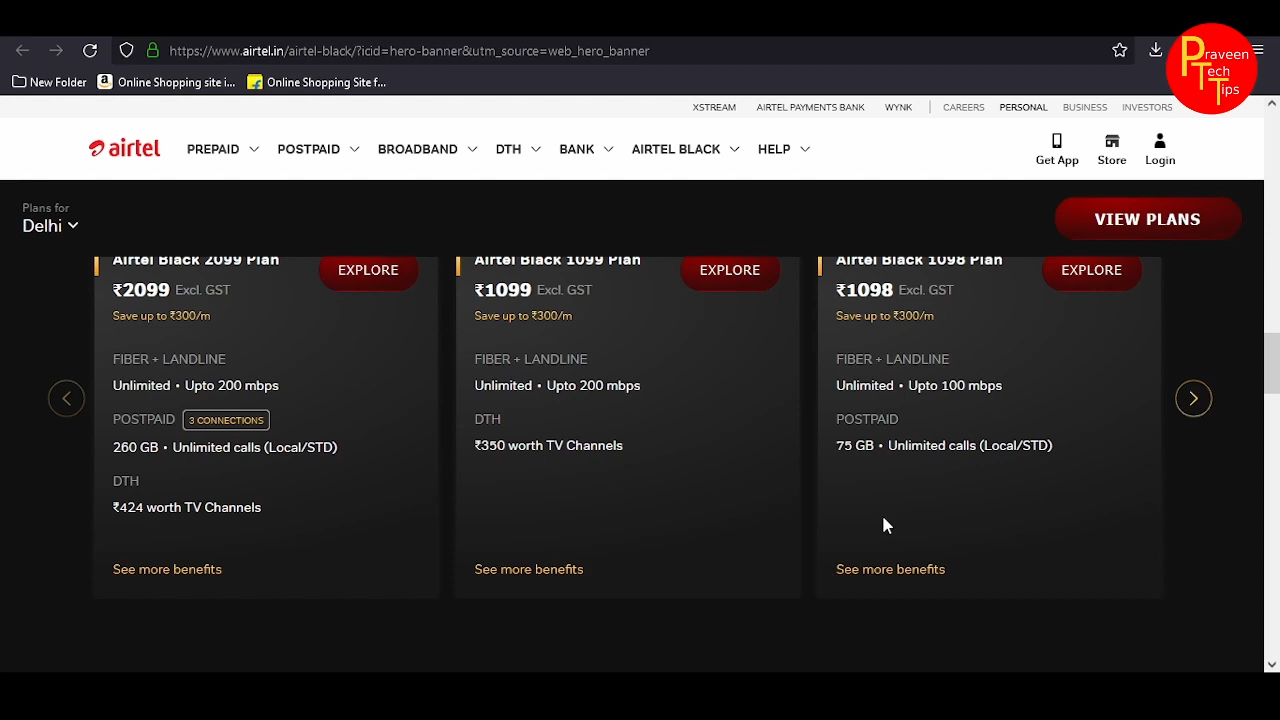 https://www.airtel.in/airtel-black/?icid=hero-banner&utm_source=web_hero_banner
Praveen
Tech
Tips
New Folder
Online Shopping site i...
Online Shopping Site f...
XSTREAM AIRTEL PAYMENTS BANK WYNK CAREERS PERSONAL BUSINESS INVESTORS
airtel PREPAID POSTPAID BROADBAND DTH BANK AIRTEL BLACK HELP
Get App Store Login
Plans for
Delhi
VIEW PLANS
Airtel Black 2099 Plan
EXPLORE
₹2099 Excl. GST
Save up to ₹300/m
FIBER + LANDLINE
Unlimited • Upto 200 mbps
POSTPAID 3 CONNECTIONS
260 GB • Unlimited calls (Local/STD)
DTH
₹424 worth TV Channels
See more benefits
Airtel Black 1099 Plan
EXPLORE
₹1099 Excl. GST
Save up to ₹300/m
FIBER + LANDLINE
Unlimited • Upto 200 mbps
DTH
₹350 worth TV Channels
See more benefits
Airtel Black 1098 Plan
EXPLORE
₹1098 Excl. GST
Save up to ₹300/m
FIBER + LANDLINE
Unlimited • Upto 100 mbps
POSTPAID
75 GB • Unlimited calls (Local/STD)
See more benefits